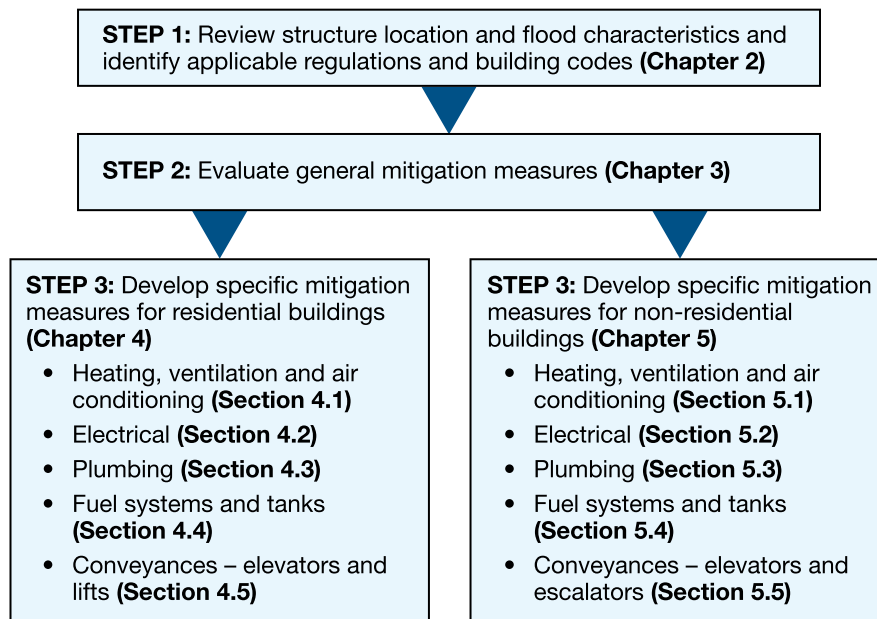 STEP 1: Review structure location and flood characteristics and
identify applicable regulations and building codes (Chapter 2)
STEP 2: Evaluate general mitigation measures (Chapter 3)
STEP 3: Develop specific mitigation
measures for residential buildings
(Chapter 4)
• Heating, ventilation and air
conditioning (Section 4.1)
• Electrical (Section 4.2)
• Plumbing (Section 4.3)
• Fuel systems and tanks
(Section 4.4)
• Conveyances – elevators and
lifts (Section 4.5)
STEP 3: Develop specific mitigation
measures for non-residential
buildings (Chapter 5)
• Heating, ventilation and air
conditioning (Section 5.1)
• Electrical (Section 5.2)
• Plumbing (Section 5.3)
• Fuel systems and tanks
(Section 5.4)
• Conveyances – elevators and
escalators (Section 5.5)